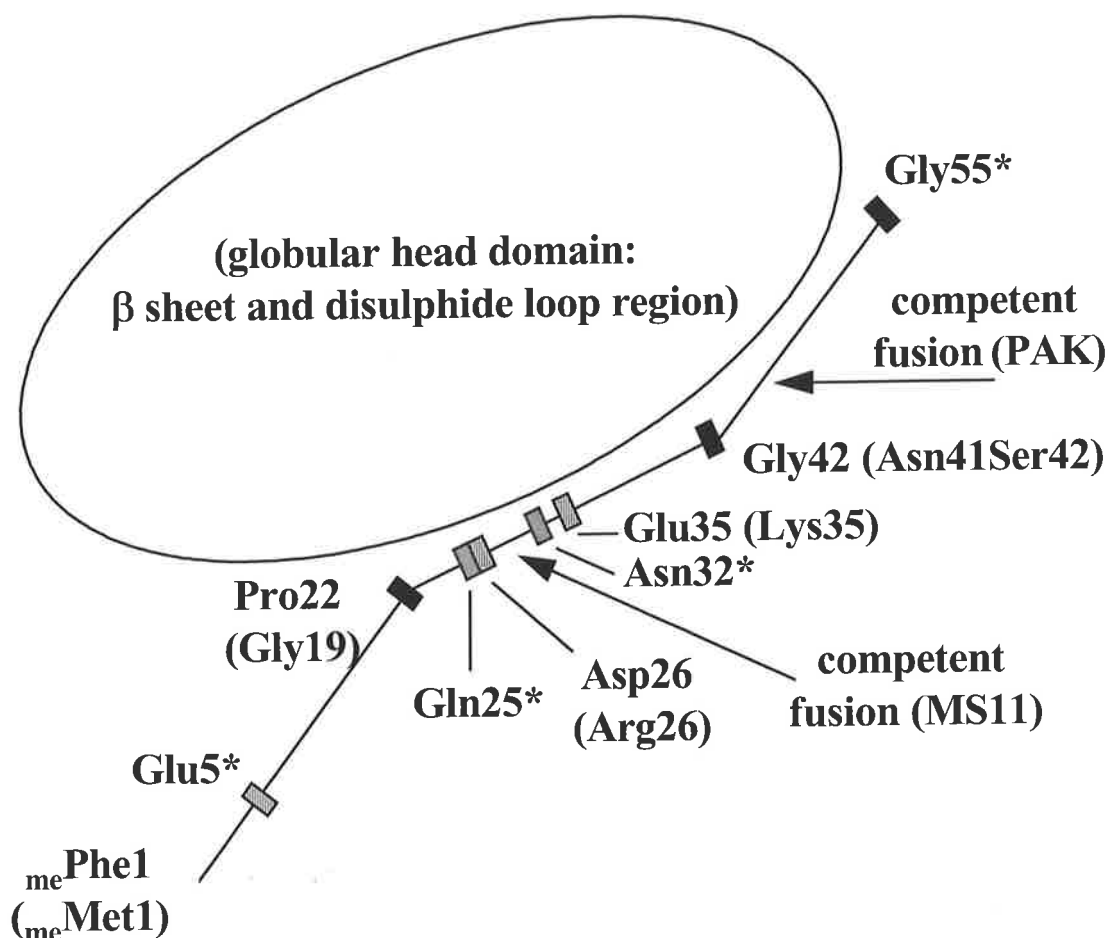 Gly55*
(globular head domain:
β sheet and disulphide loop region)
competent
fusion (PAK)
Gly42 (Asn41Ser42)
Glu35 (Lys35)
Asn32*
Pro22
(Gly19)
Gln25*
Asp26
(Arg26)
competent
fusion (MS11)
Glu5*
mePhe1
(meMet1)